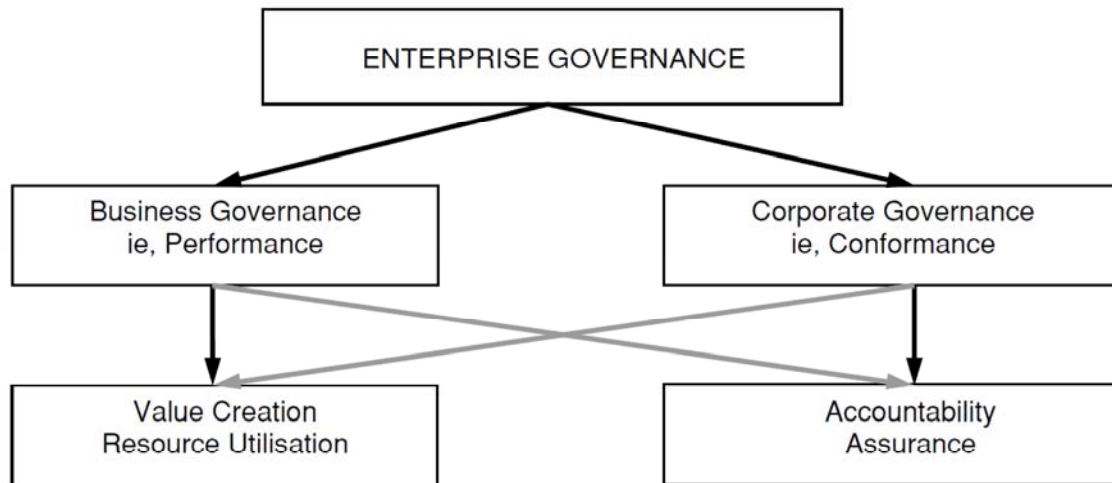 ENTERPRISE GOVERNANCE
Business Governance
ie, Performance
Corporate Governance
ie, Conformance
Value Creation
Resource Utilisation
Accountability
Assurance